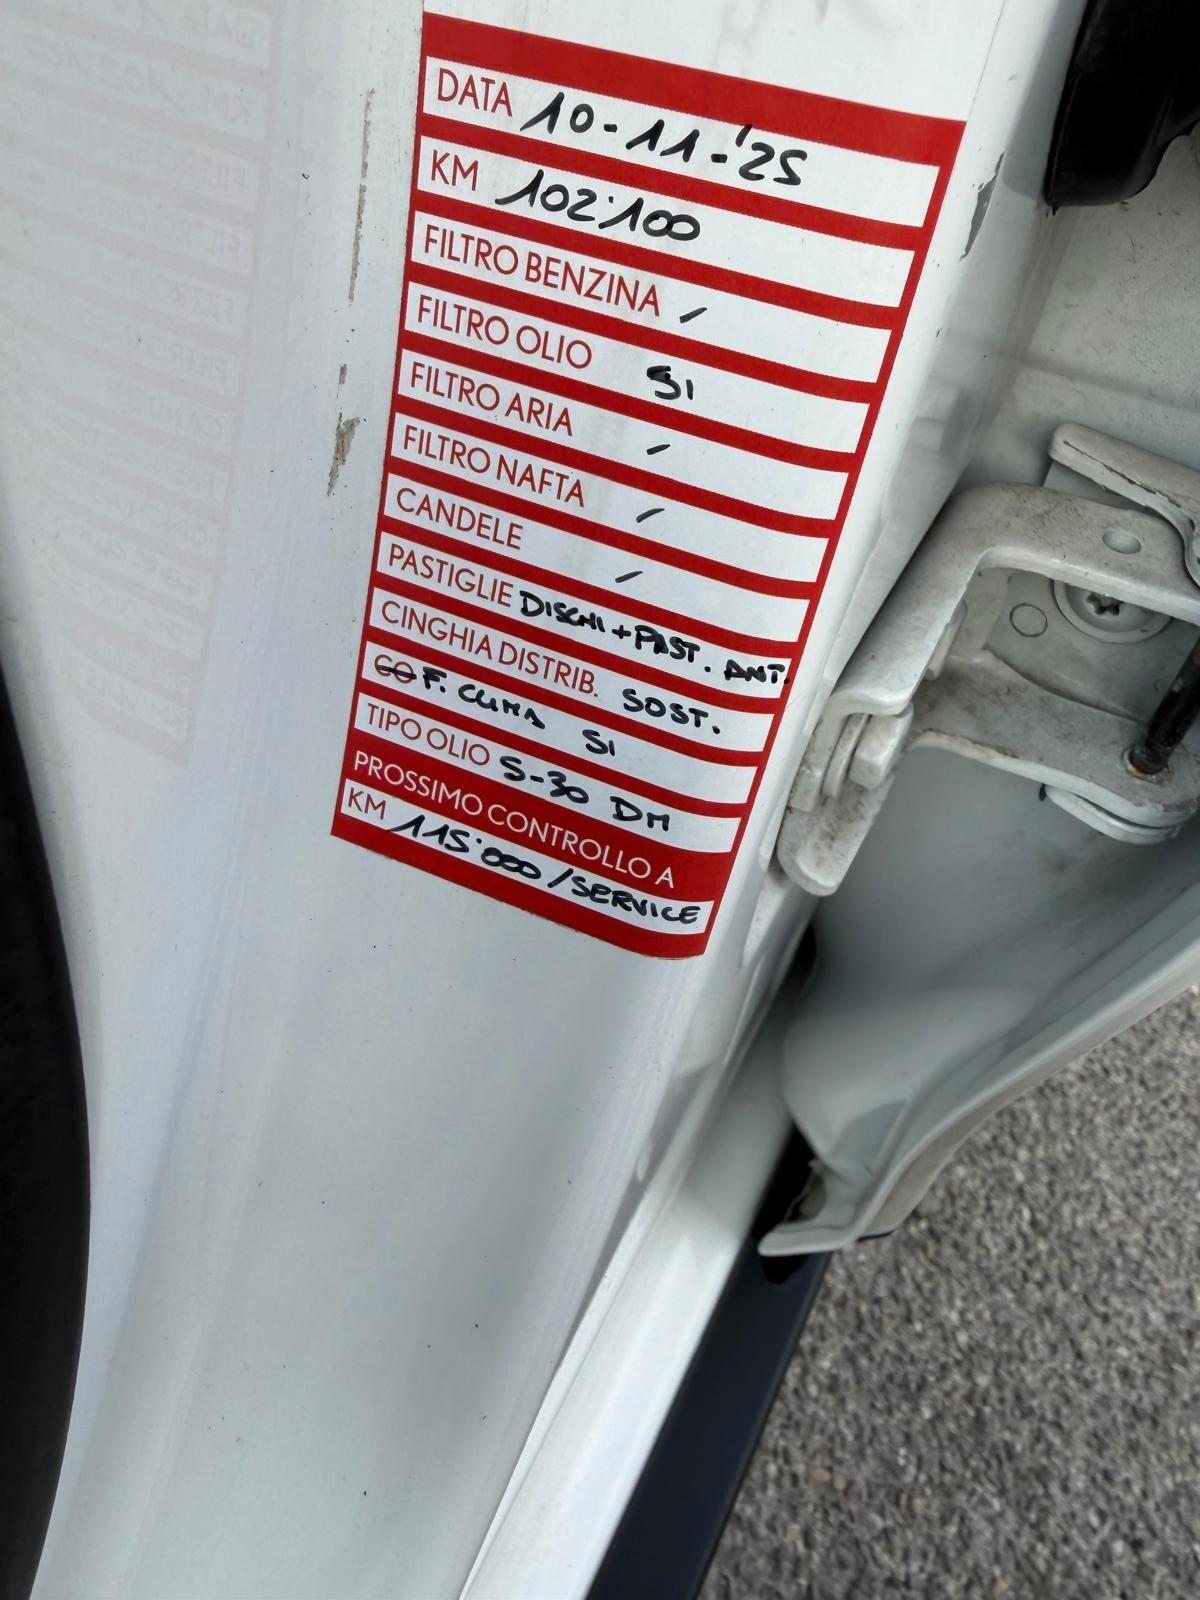 DATA 10-11-'25
KM 102'100
FILTRO BENZINA /
FILTRO OLIO SI
FILTRO ARIA /
FILTRO NAFTA /
CANDELE /
PASTIGLIE DISCHI+PAST. ANT.
CINGHIA DISTRIB. SOST.
CO F. CLIMA SI
TIPO OLIO 5-30 DM
PROSSIMO CONTROLLO A
KM 115'000/SERVICE